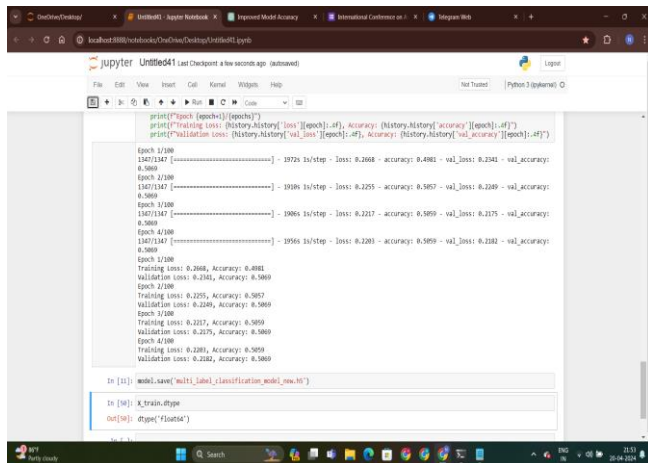 OneDrive/Desktop/
Untitled41 - Jupyter Notebook
Improved Model Accuracy
International Conference on
Telegram Web
localhost:8888/notebooks/OneDrive/Desktop/Untitled41.ipynb
jupyter Untitled41 Last Checkpoint: a few seconds ago (autosaved)
Logout
File Edit View Insert Cell Kernel Widgets Help
Not Trusted
Python 3 (ipykernel)
Run
Code
print(f"Epoch {epoch+1}/{epochs}")
print(f"Training Loss: {history.history['loss'][epoch]:.4f}, Accuracy: {history.history['accuracy'][epoch]:.4f}")
print(f"Validation Loss: {history.history['val_loss'][epoch]:.4f}, Accuracy: {history.history['val_accuracy'][epoch]:.4f}")
Epoch 1/100
1347/1347 [==============================] - 1972s 1s/step - loss: 0.2668 - accuracy: 0.4981 - val_loss: 0.2341 - val_accuracy:
0.5069
Epoch 2/100
1347/1347 [==============================] - 1910s 1s/step - loss: 0.2255 - accuracy: 0.5057 - val_loss: 0.2249 - val_accuracy:
0.5069
Epoch 3/100
1347/1347 [==============================] - 1906s 1s/step - loss: 0.2217 - accuracy: 0.5059 - val_loss: 0.2175 - val_accuracy:
0.5069
Epoch 4/100
1347/1347 [==============================] - 1956s 1s/step - loss: 0.2203 - accuracy: 0.5059 - val_loss: 0.2182 - val_accuracy:
0.5069
Epoch 1/100
Training Loss: 0.2668, Accuracy: 0.4981
Validation Loss: 0.2341, Accuracy: 0.5069
Epoch 2/100
Training Loss: 0.2255, Accuracy: 0.5057
Validation Loss: 0.2249, Accuracy: 0.5069
Epoch 3/100
Training Loss: 0.2217, Accuracy: 0.5059
Validation Loss: 0.2175, Accuracy: 0.5069
Epoch 4/100
Training Loss: 0.2203, Accuracy: 0.5059
Validation Loss: 0.2182, Accuracy: 0.5069
In [11]: model.save('multi_label_classification_model_new.h5')
In [50]: X_train.dtype
Out[50]: dtype('float64')
In [ ]:
96°F
Partly cloudy
Search
ENG
IN
21:53
20-04-2024